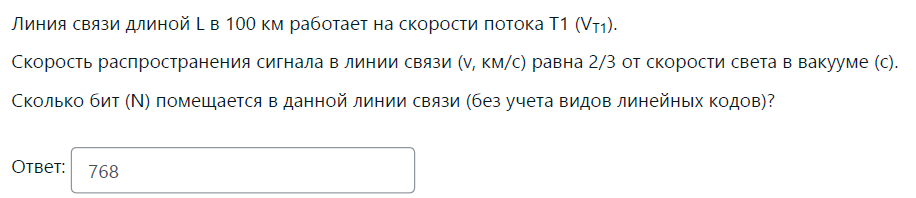 Линия связи длиной L в 100 км работает на скорости потока T1 (VT1).
Скорость распространения сигнала в линии связи (v, км/с) равна 2/3 от скорости света в вакууме (c).
Сколько бит (N) помещается в данной линии связи (без учета видов линейных кодов)?
Ответ: 768